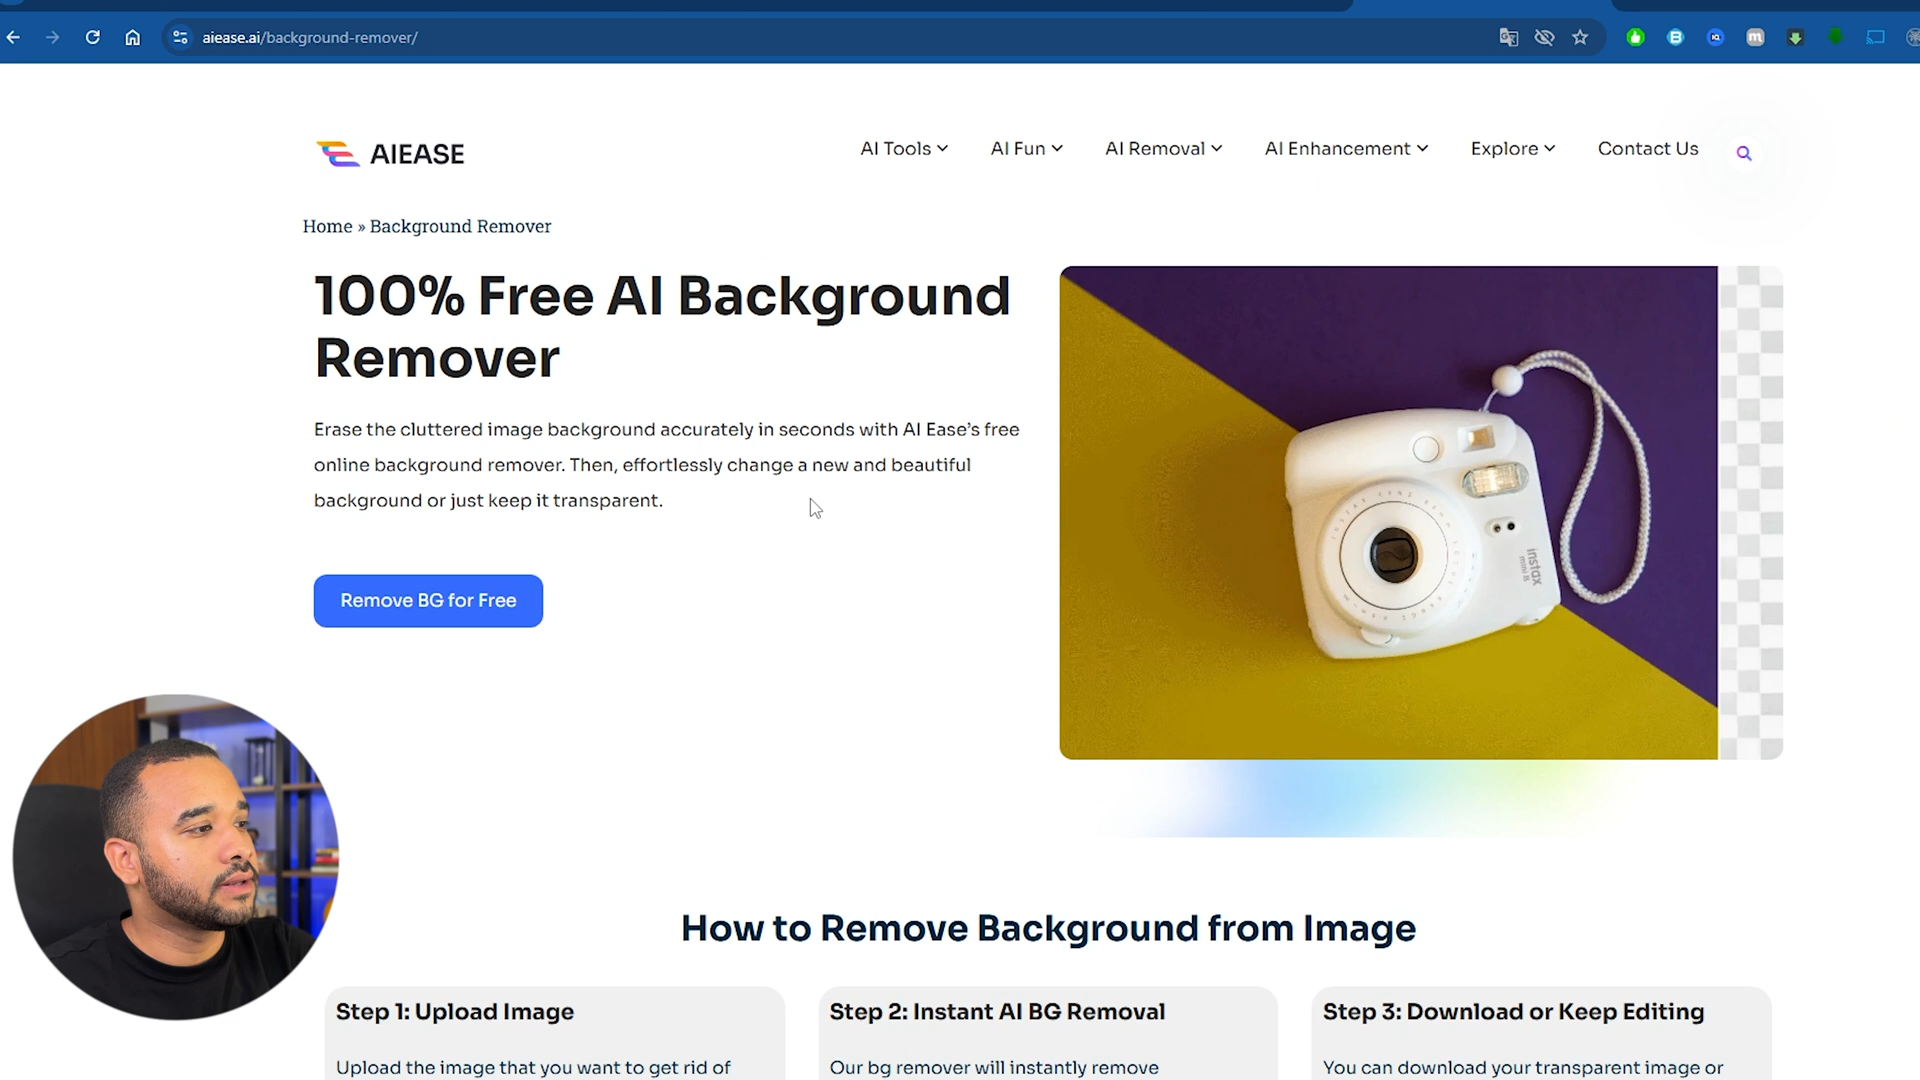 aiease.ai/background-remover/
AIEASE
AI Tools
AI Fun
AI Removal
AI Enhancement
Explore
Contact Us
Home » Background Remover
100% Free AI Background
Remover
Erase the cluttered image background accurately in seconds with AI Ease's free
online background remover. Then, effortlessly change a new and beautiful
background or just keep it transparent.
Remove BG for Free
instax
mini 8
How to Remove Background from Image
Step 1: Upload Image
Upload the image that you want to get rid of
Step 2: Instant AI BG Removal
Our bg remover will instantly remove
Step 3: Download or Keep Editing
You can download your transparent image or